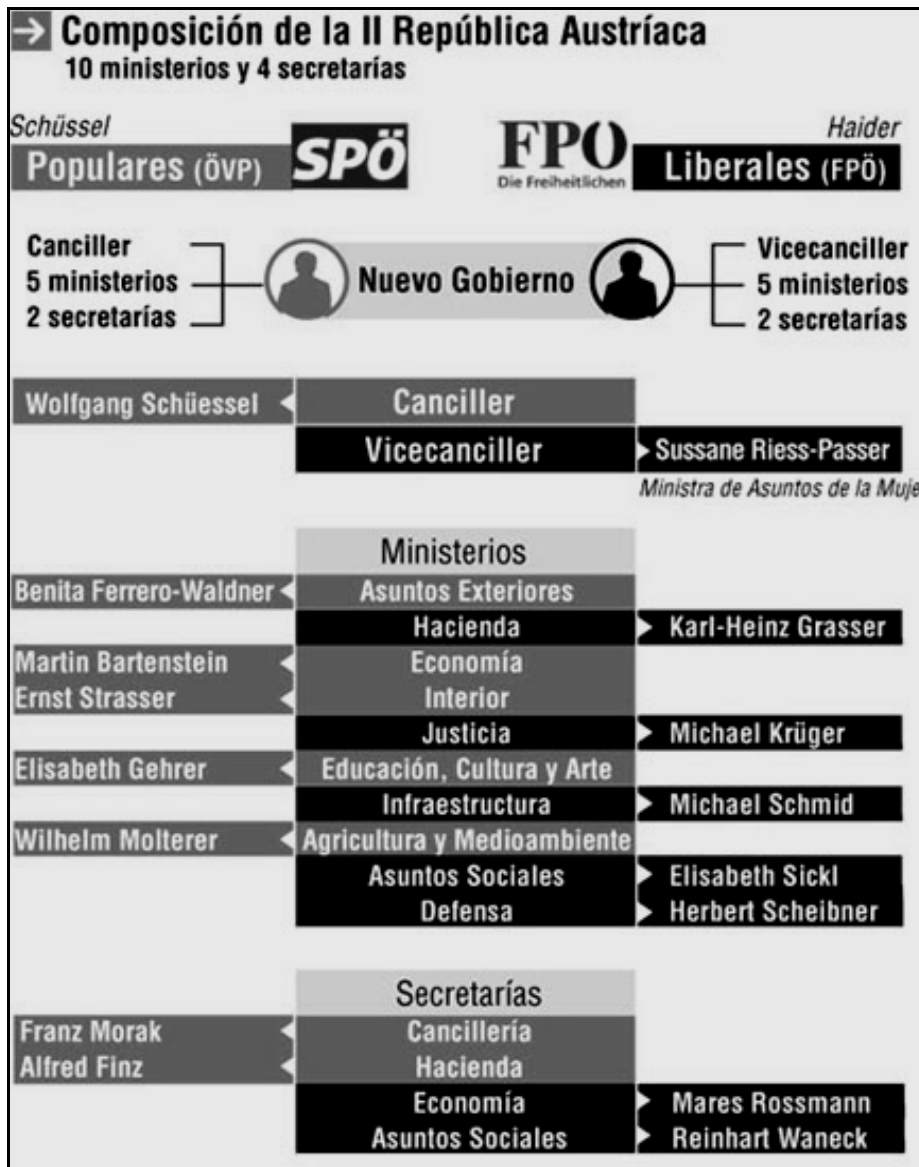 Composición de la II República Austríaca
10 ministerios y 4 secretarías
Schüssel
Populares (ÖVP)
SPÖ
FPÖ
Die Freiheitlichen
Haider
Liberales (FPÖ)
Canciller
5 ministerios
2 secretarías
Nuevo Gobierno
Vicecanciller
5 ministerios
2 secretarías
Wolfgang Schüessel Canciller
Vicecanciller Sussane Riess-Passer
Ministra de Asuntos de la Muje
Ministerios
Benita Ferrero-Waldner Asuntos Exteriores
Hacienda Karl-Heinz Grasser
Martin Bartenstein Economía
Ernst Strasser Interior
Justicia Michael Krüger
Elisabeth Gehrer Educación, Cultura y Arte
Infraestructura Michael Schmid
Wilhelm Molterer Agricultura y Medioambiente
Asuntos Sociales Elisabeth Sickl
Defensa Herbert Scheibner
Secretarías
Franz Morak Cancillería
Alfred Finz Hacienda
Economía Mares Rossmann
Asuntos Sociales Reinhart Waneck